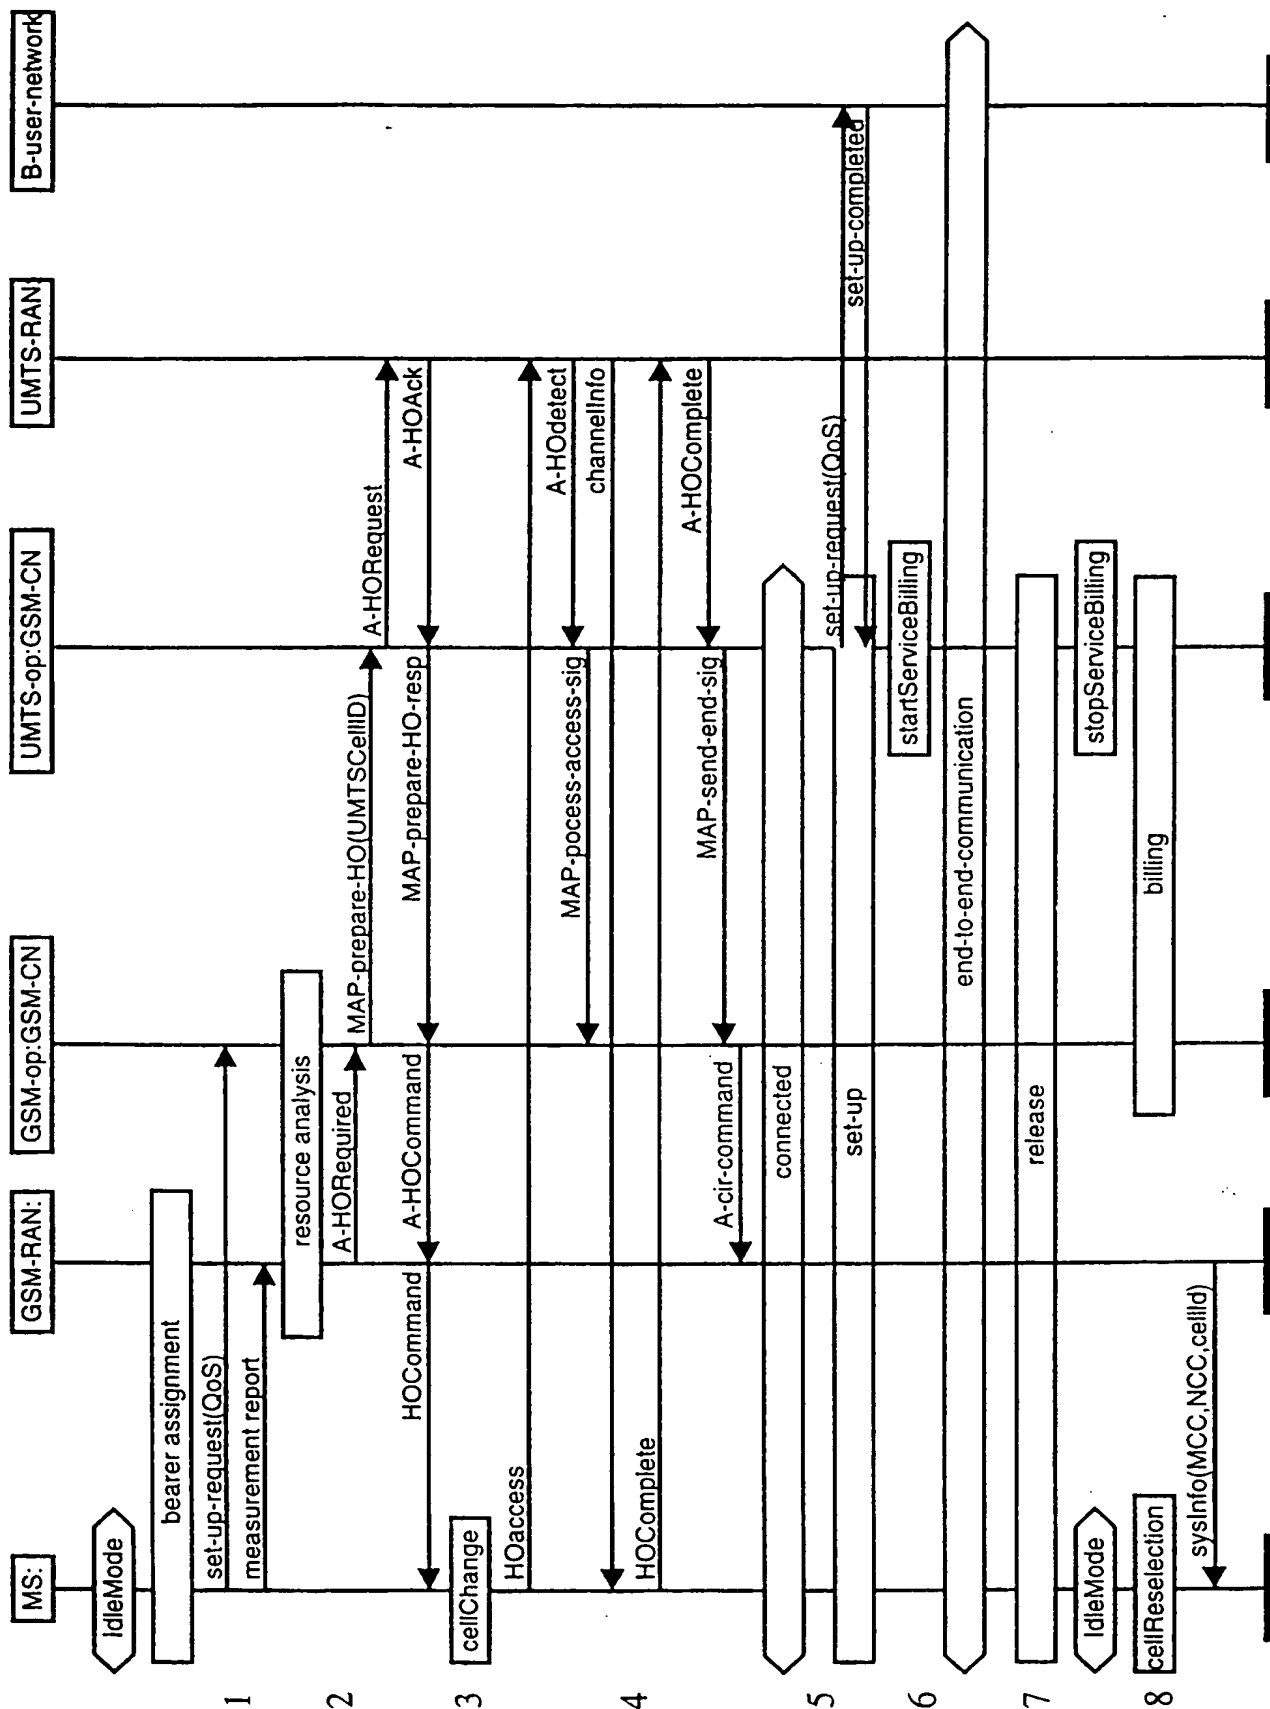 MS:
GSM-RAN:
GSM-op:GSM-CN
UMTS-op:GSM-CN
UMTS-RAN:
B-user-network
IdleMode
bearer assignment
1
set-up-request(QoS)
measurement report
2
resource analysis
A-HORequired
MAP-prepare-HO(UMTSCellID)
A-HORequest
3
HOCommand
A-HOCommand
MAP-prepare-HO-resp
A-HOAck
cellChange
HOaccess
A-HOdetect
MAP-pocess-access-sig
channelInfo
4
HOComplete
A-HOComplete
MAP-send-end-sig
A-cir-command
connected
5
set-up
set-up-request(QoS)
set-up-completed
6
startServiceBilling
end-to-end-communication
7
release
IdleMode
stopServiceBilling
8
cellReselection
billing
sysInfo(MCC,NCC,cellId)